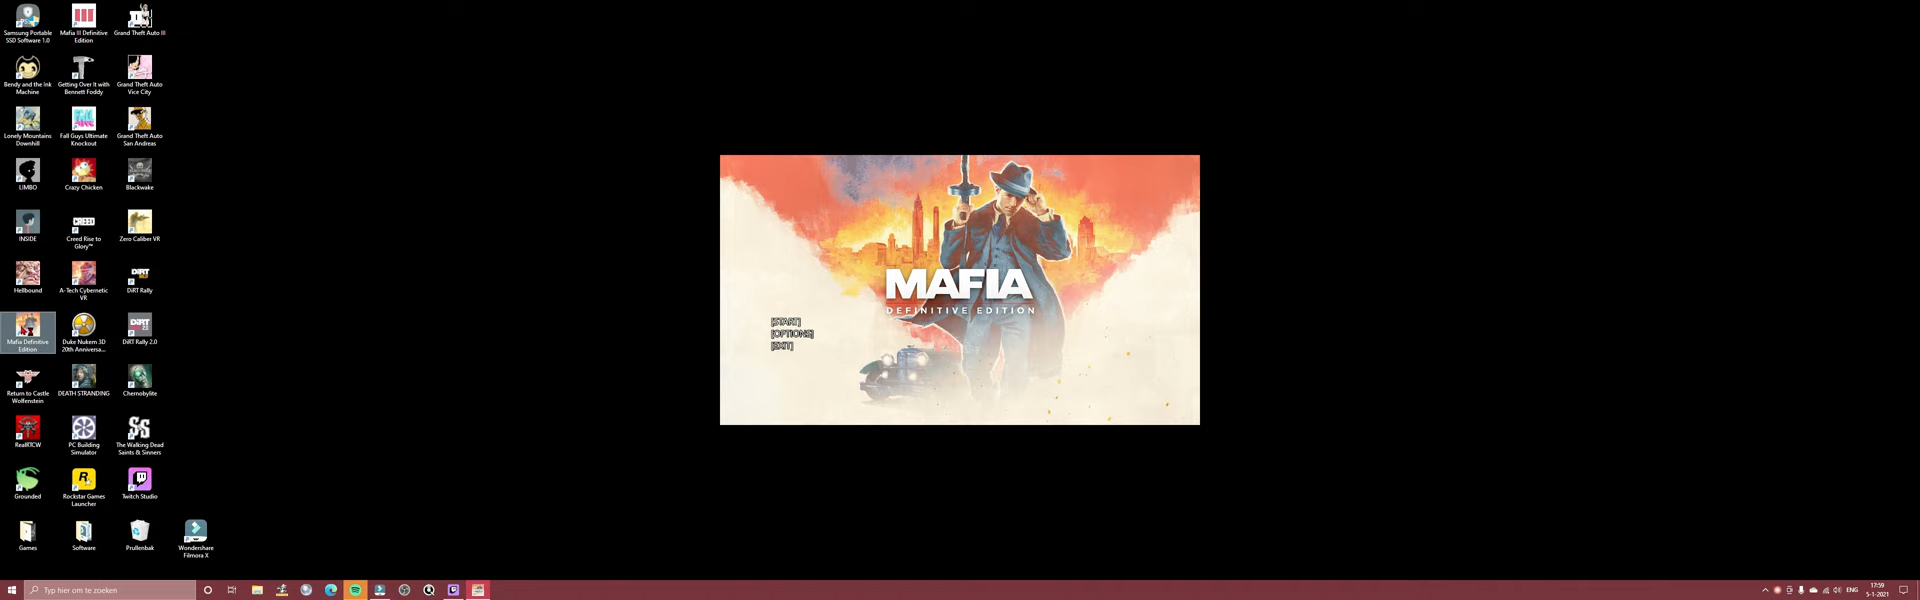 Samsung Portable
SSD Software 1.0
Mafia III Definitive
Edition
Grand Theft Auto III
Bendy and the Ink
Machine
Getting Over It with
Bennett Foddy
Grand Theft Auto
Vice City
Lonely Mountains
Downhill
Fall Guys Ultimate
Knockout
Grand Theft Auto
San Andreas
LIMBO
Crazy Chicken
Blackwake
INSIDE
CREED
Creed Rise to
Glory™
Zero Caliber VR
Hellbound
A-Tech Cybernetic
VR
DiRT
DiRT Rally
Mafia Definitive
Edition
Duke Nukem 3D
20th Anniversa...
DiRT Rally 2.0
Return to Castle
Wolfenstein
DEATH STRANDING
Chernobylite
RealRTCW
PC Building
Simulator
The Walking Dead
Saints & Sinners
Grounded
Rockstar Games
Launcher
Twitch Studio
Games
Software
Prullenbak
Wondershare
Filmora X
MAFIA
DEFINITIVE EDITION
[START]
[OPTIONS]
[EXIT]
Typ hier om te zoeken
ENG
17:59
5-1-2021